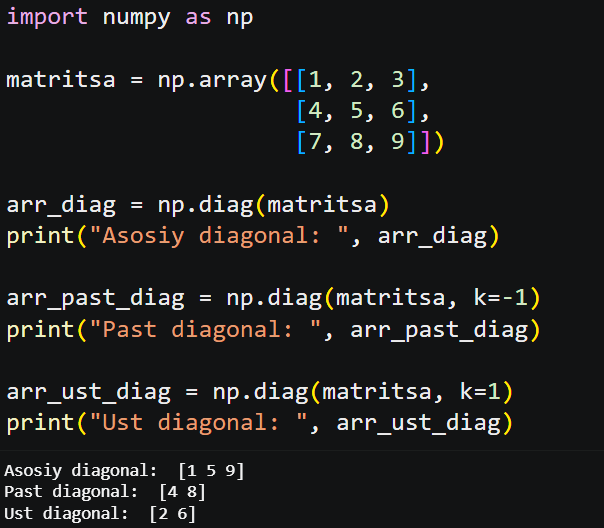 import numpy as np
matritsa = np.array([[1, 2, 3],
[4, 5, 6],
[7, 8, 9]])
arr_diag = np.diag(matritsa)
print("Asosiy diagonal: ", arr_diag)
arr_past_diag = np.diag(matritsa, k=-1)
print("Past diagonal: ", arr_past_diag)
arr_ust_diag = np.diag(matritsa, k=1)
print("Ust diagonal: ", arr_ust_diag)
Asosiy diagonal:  [1 5 9]
Past diagonal:  [4 8]
Ust diagonal:  [2 6]